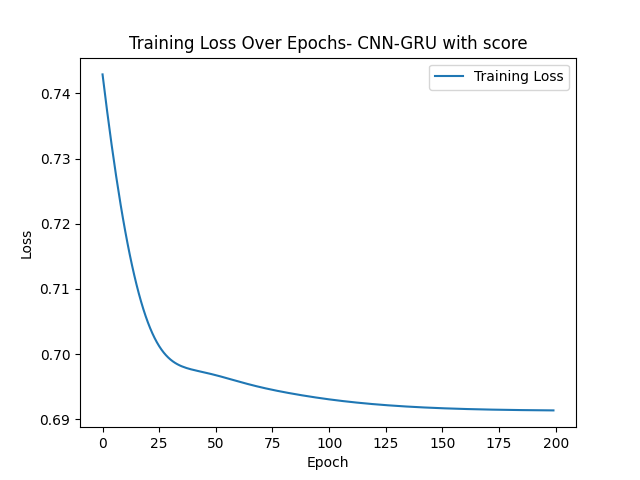 Training Loss Over Epochs- CNN-GRU with score
Training Loss
0.74
0.73
0.72
0.71
0.70
0.69
Loss
0 25 50 75 100 125 150 175 200
Epoch